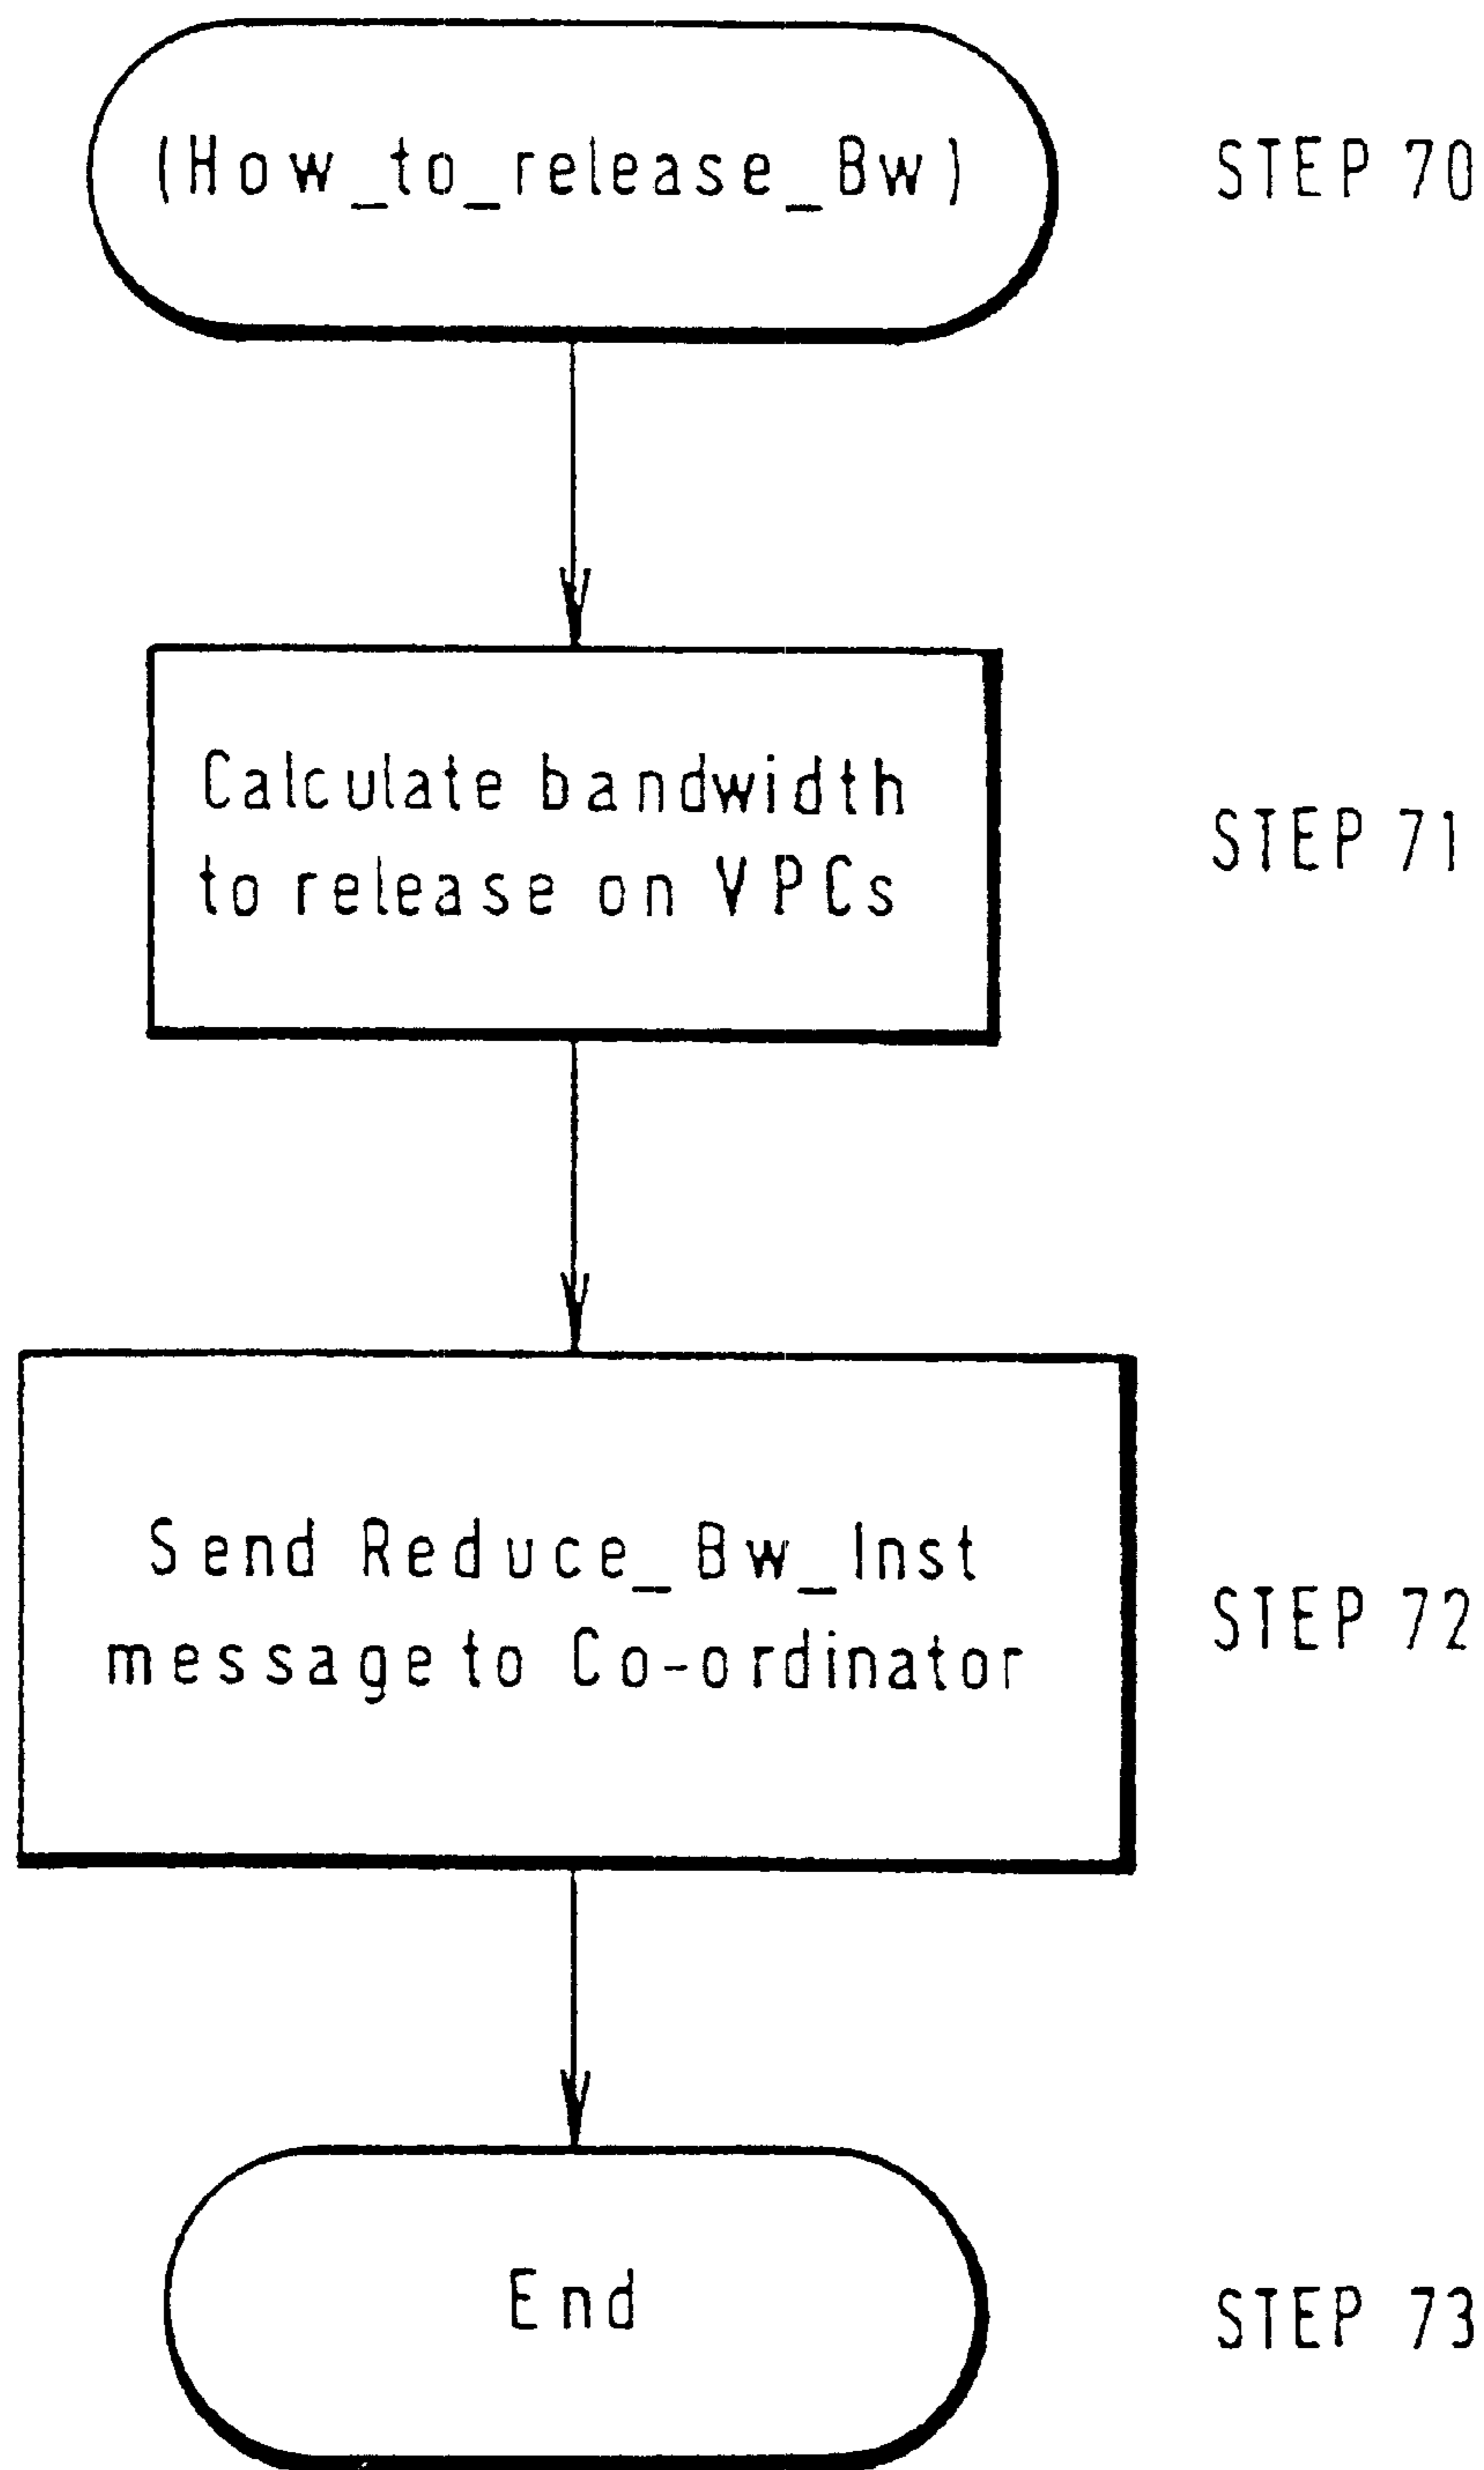 (How_to_release_Bw)
STEP 70
Calculate bandwidth
to release on VPCs
STEP 71
Send Reduce_Bw_Inst
message to Co-ordinator
STEP 72
End
STEP 73